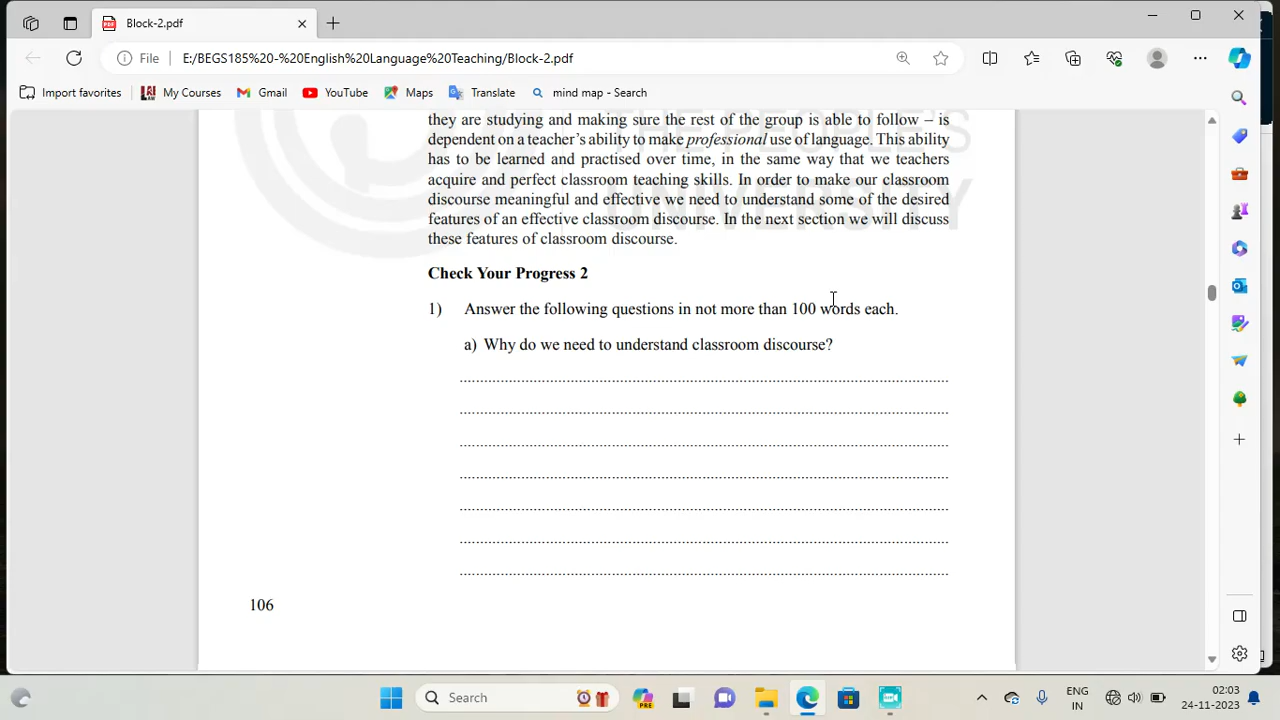 Block-2.pdf
File E:/BEGS185%20-%20English%20Language%20Teaching/Block-2.pdf
Import favorites My Courses Gmail YouTube Maps Translate mind map - Search
THE PEOPLE'S
UNIVERSITY
they are studying and making sure the rest of the group is able to follow – is
dependent on a teacher's ability to make professional use of language. This ability
has to be learned and practised over time, in the same way that we teachers
acquire and perfect classroom teaching skills. In order to make our classroom
discourse meaningful and effective we need to understand some of the desired
features of an effective classroom discourse. In the next section we will discuss
these features of classroom discourse.
Check Your Progress 2
1) Answer the following questions in not more than 100 words each.
a) Why do we need to understand classroom discourse?
106
Search
PRE
ENG
IN
02:03
24-11-2023